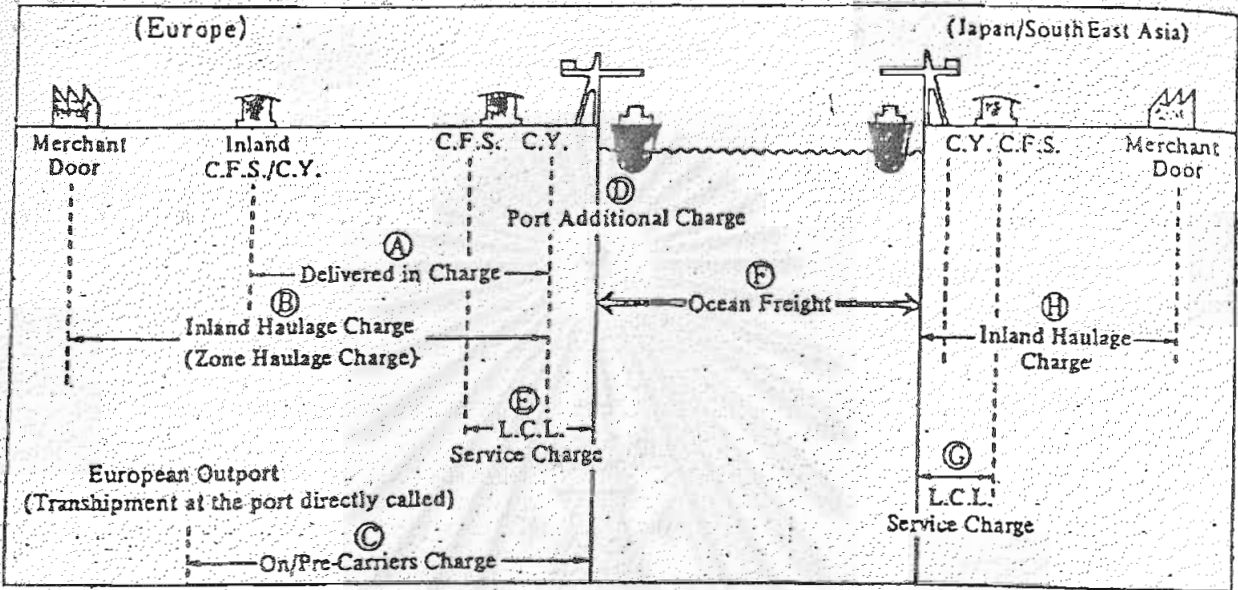 (Europe)
(Japan/South East Asia)
Merchant
Door
Inland
C.F.S./C.Y.
C.F.S. C.Y.
C.Y. C.F.S.
Merchant
Door
Ⓓ
Port Additional Charge
Ⓐ
Delivered in Charge
Ⓑ
Inland Haulage Charge
(Zone Haulage Charge)
Ⓕ
Ocean Freight
Ⓗ
Inland Haulage
Charge
Ⓔ
L.C.L.
Service Charge
Ⓖ
L.C.L.
Service Charge
European Outport
(Transhipment at the port directly called)
Ⓒ
On/Pre-Carriers Charge